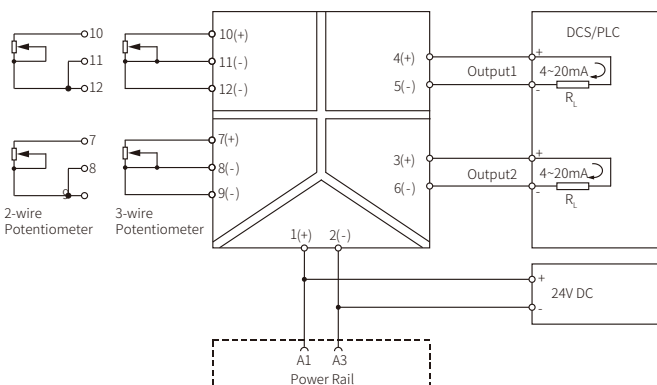 10
11
12
10(+)
11(-)
12(-)
7
8
9
7(+)
8(-)
9(-)
2-wire
Potentiometer
3-wire
Potentiometer
4(+)
5(-)
Output1
3(+)
6(-)
Output2
1(+) 2(-)
DCS/PLC
+
4~20mA
-
RL
+
4~20mA
-
RL
+
24V DC
-
A1 A3
Power Rail